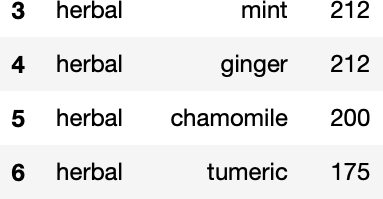 3 herbal mint 212
4 herbal ginger 212
5 herbal chamomile 200
6 herbal tumeric 175